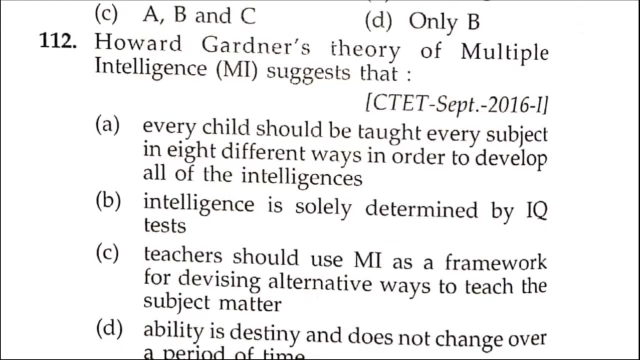 (c) A, B and C (d) Only B
112. Howard Gardner's theory of Multiple
Intelligence (MI) suggests that :
[CTET-Sept.-2016-I]
(a) every child should be taught every subject
in eight different ways in order to develop
all of the intelligences
(b) intelligence is solely determined by IQ
tests
(c) teachers should use MI as a framework
for devising alternative ways to teach the
subject matter
(d) ability is destiny and does not change over
a period of time